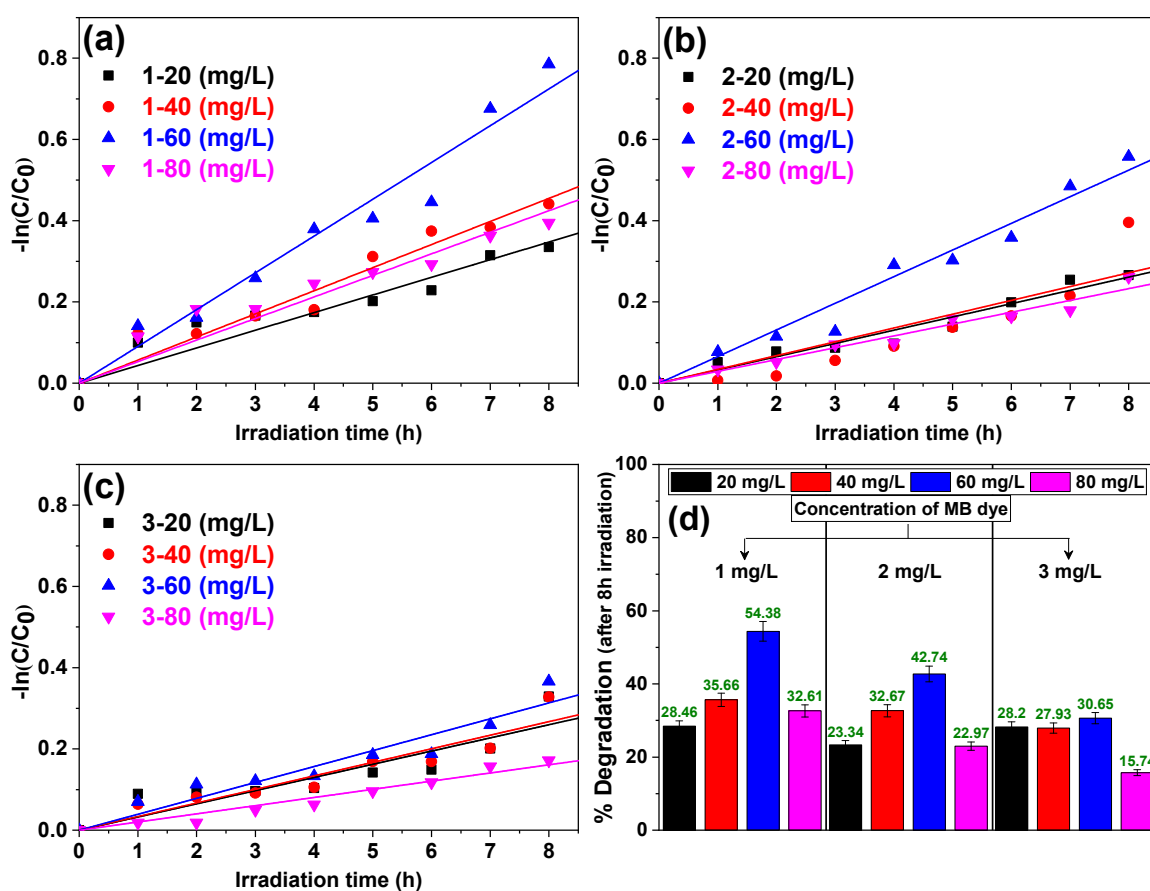 (a)
1-20 (mg/L)
1-40 (mg/L)
1-60 (mg/L)
1-80 (mg/L)
-ln(C/C0)
0.8
0.6
0.4
0.2
0.0
0 1 2 3 4 5 6 7 8
Irradiation time (h)
(b)
2-20 (mg/L)
2-40 (mg/L)
2-60 (mg/L)
2-80 (mg/L)
-ln(C/C0)
0.8
0.6
0.4
0.2
0.0
0 1 2 3 4 5 6 7 8
Irradiation time (h)
(c)
3-20 (mg/L)
3-40 (mg/L)
3-60 (mg/L)
3-80 (mg/L)
-ln(C/C0)
0.8
0.6
0.4
0.2
0.0
0 1 2 3 4 5 6 7 8
Irradiation time (h)
(d)
20 mg/L 40 mg/L 60 mg/L 80 mg/L
Concentration of MB dye
1 mg/L 2 mg/L 3 mg/L
% Degradation (after 8h irradiation)
100
80
60
40
20
0
28.46 35.66 54.38 32.61
23.34 32.67 42.74 22.97
28.2 27.93 30.65 15.74